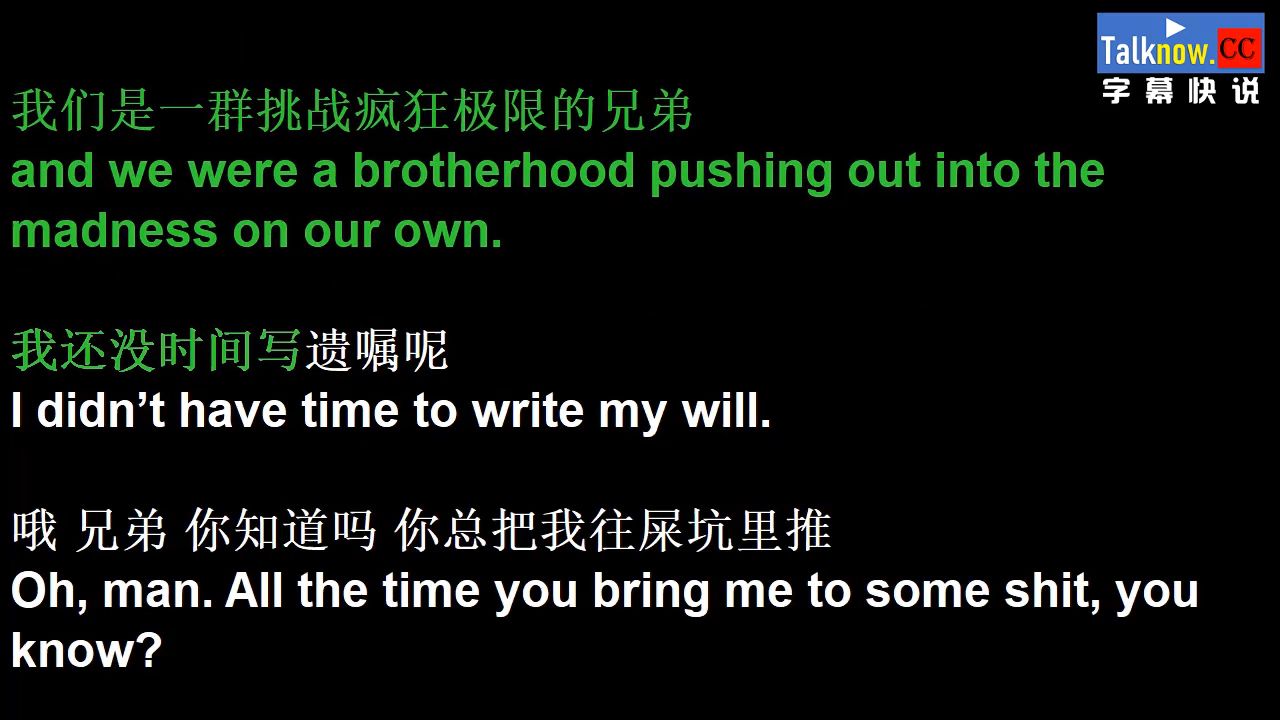 Talknow.CC
字幕快说
我们是一群挑战疯狂极限的兄弟
and we were a brotherhood pushing out into the
madness on our own.
我还没时间写遗嘱呢
I didn’t have time to write my will.
哦 兄弟 你知道吗 你总把我往屎坑里推
Oh, man. All the time you bring me to some shit, you
know?